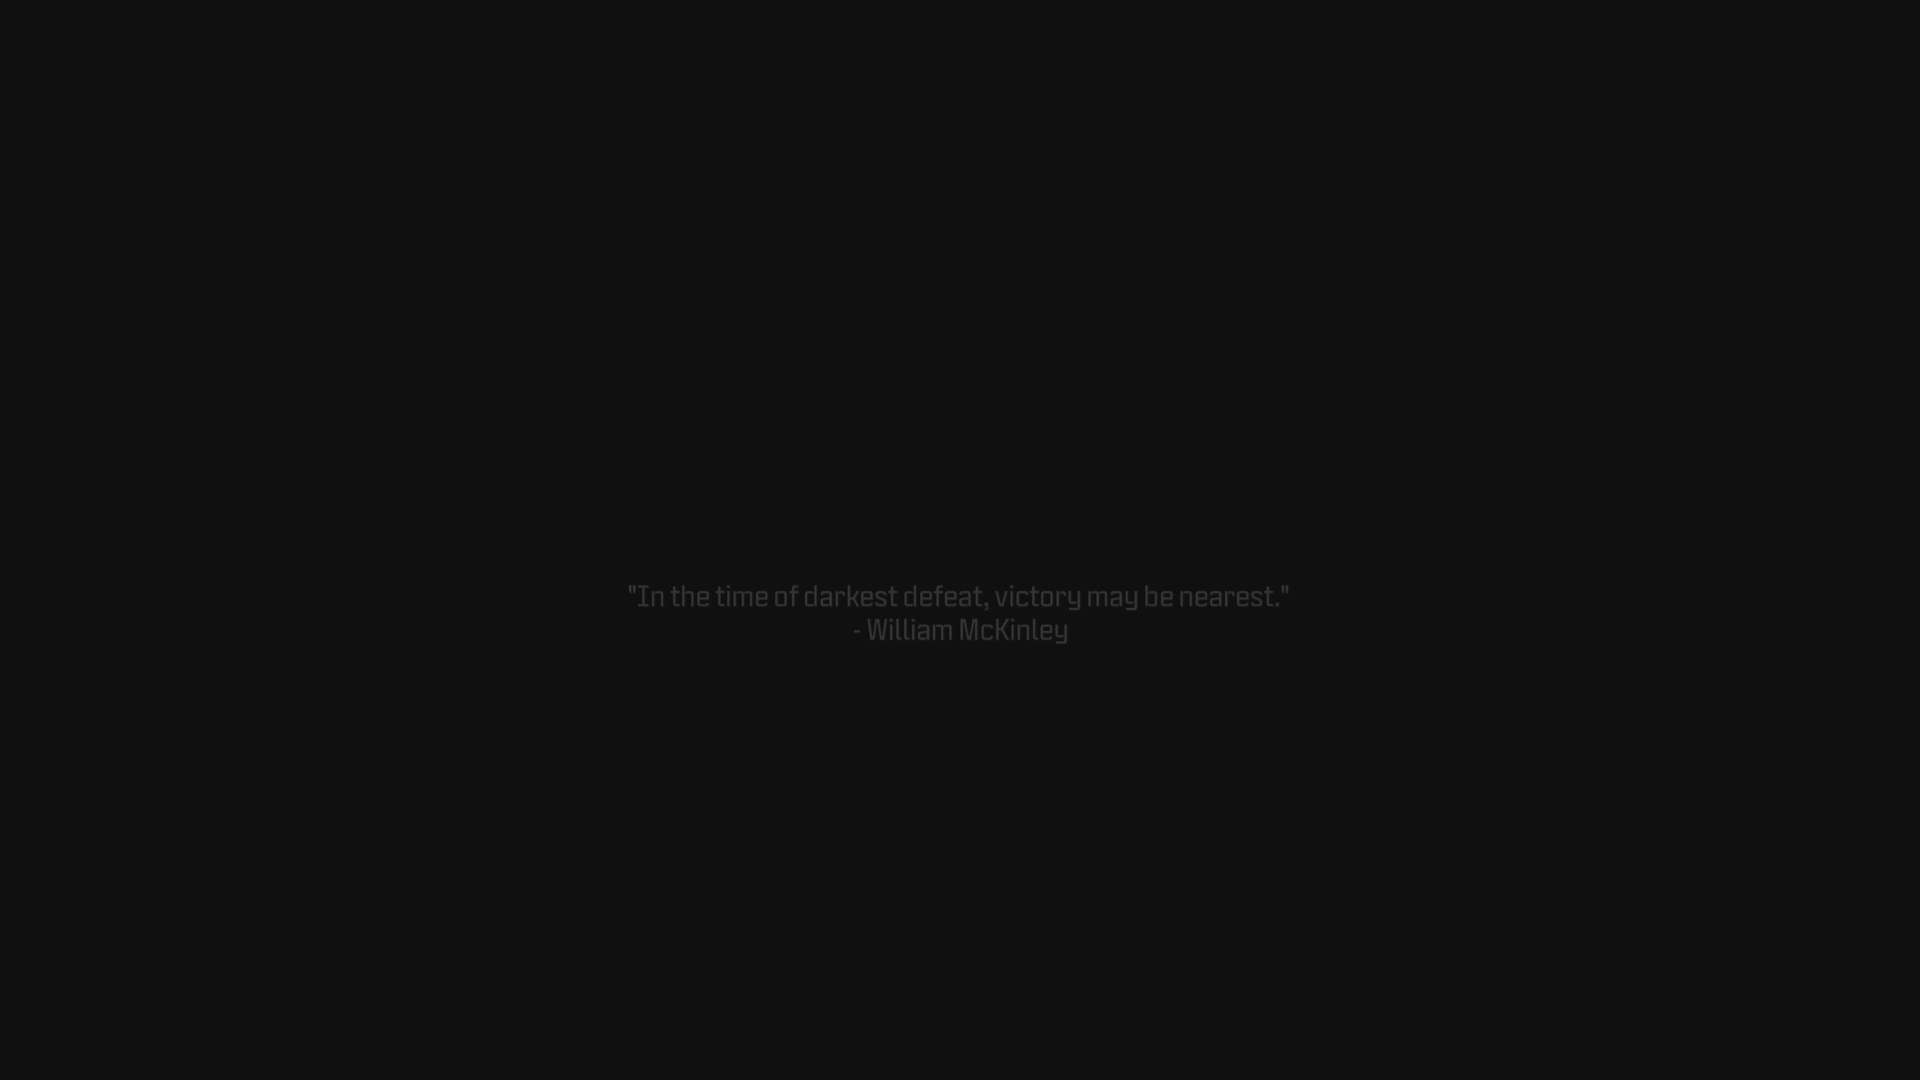 "In the time of darkest defeat, victory may be nearest."
- William McKinley